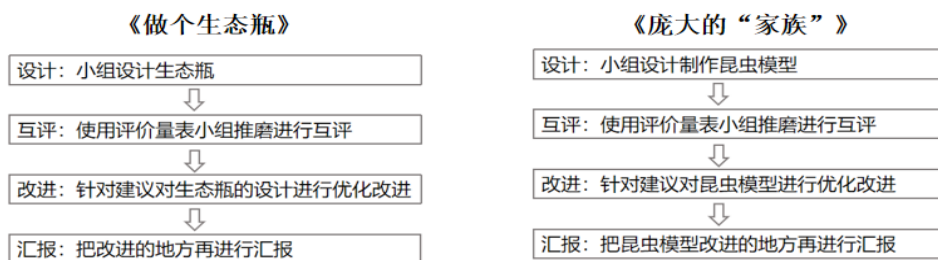 《做个生态瓶》
设计：小组设计生态瓶
互评：使用评价量表小组推磨进行互评
改进：针对建议对生态瓶的设计进行优化改进
汇报：把改进的地方再进行汇报
《庞大的“家族”》
设计：小组设计制作昆虫模型
互评：使用评价量表小组推磨进行互评
改进：针对建议对昆虫模型进行优化改进
汇报：把昆虫模型改进的地方再进行汇报